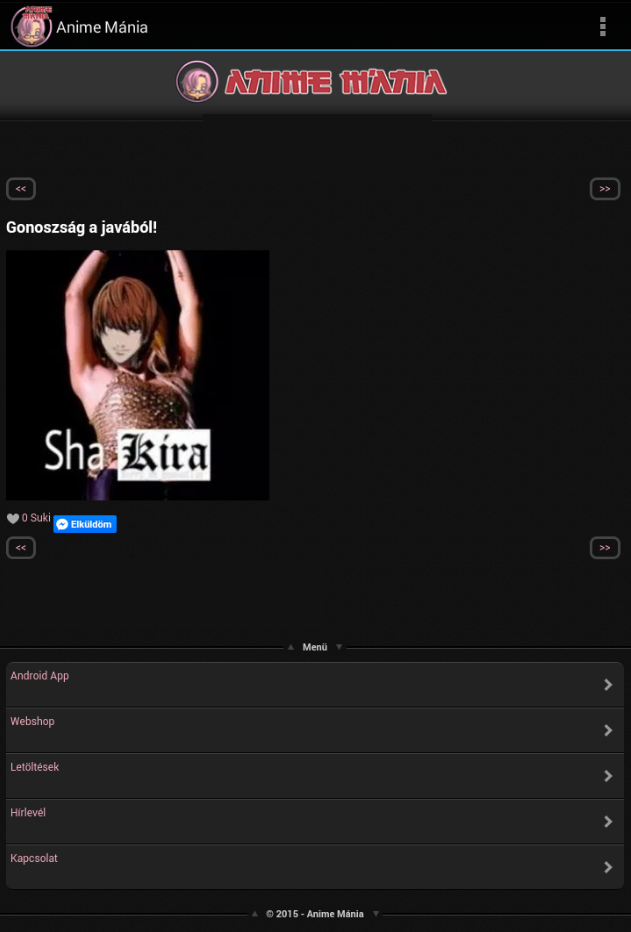 Anime Mánia
ANIME MÁNIA
<< >>
Gonoszság a javából!
Sha Kira
0 Suki Elküldöm
<< >>
▲ Menü ▼
Android App
Webshop
Letöltések
Hírlevél
Kapcsolat
▲ © 2015 - Anime Mánia ▼